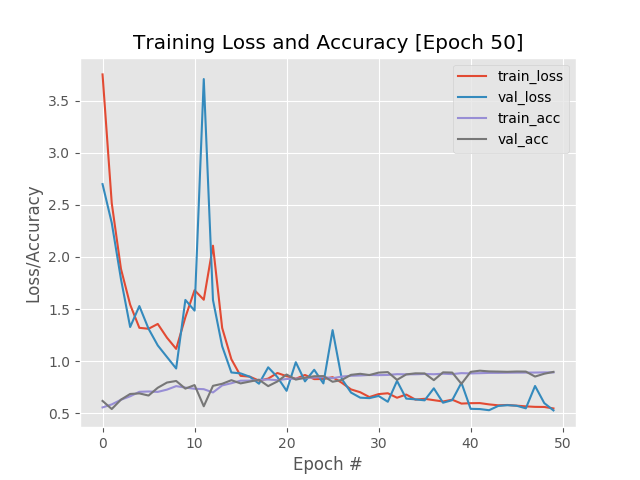 Training Loss and Accuracy [Epoch 50]
train_loss
val_loss
train_acc
val_acc
3.5
3.0
2.5
2.0
1.5
1.0
0.5
Loss/Accuracy
0 10 20 30 40 50
Epoch #